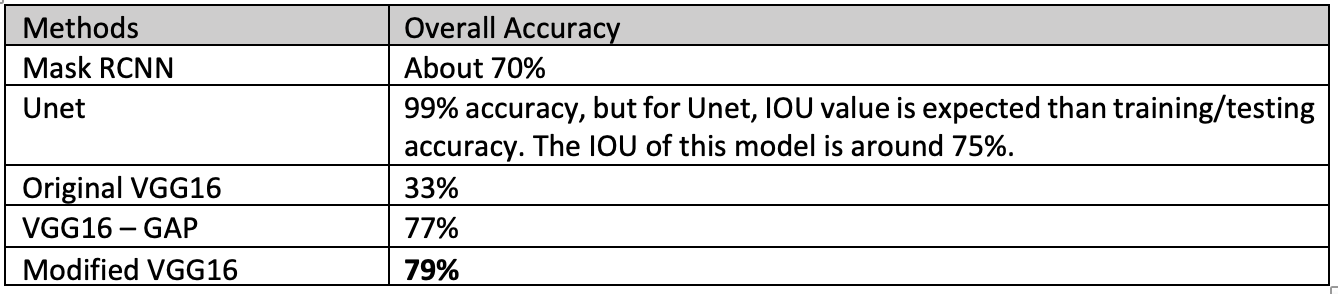 Methods Overall Accuracy
Mask RCNN About 70%
Unet 99% accuracy, but for Unet, IOU value is expected than training/testing
accuracy. The IOU of this model is around 75%.
Original VGG16 33%
VGG16 – GAP 77%
Modified VGG16 79%